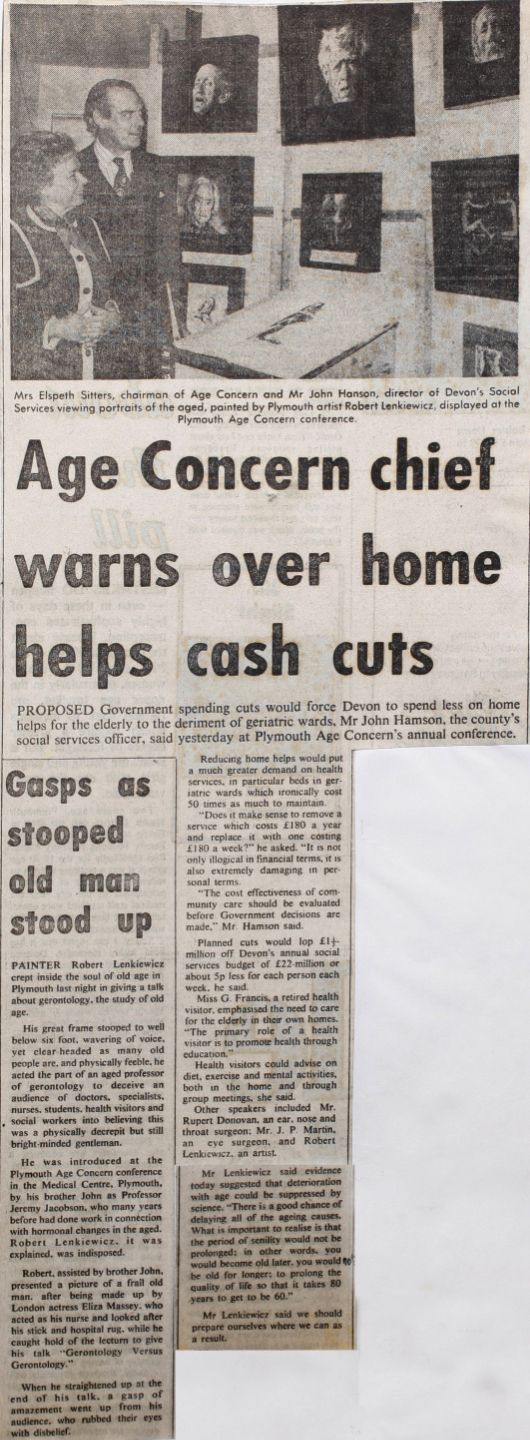 Mrs Elspeth Sitters, chairman of Age Concern and Mr John Hanson, director of Devon's Social
Services viewing portraits of the aged, painted by Plymouth artist Robert Lenkiewicz, displayed at the
Plymouth Age Concern conference.
Age Concern chief
warns over home
helps cash cuts
PROPOSED Government spending cuts would force Devon to spend less on home
helps for the elderly to the deriment of geriatric wards, Mr John Hamson, the county's
social services officer, said yesterday at Plymouth Age Concern's annual conference.
Gasps as
stooped
old man
stood up
PAINTER Robert Lenkiewicz
crept inside the soul of old age in
Plymouth last night in giving a talk
about gerontology, the study of old
age.
His great frame stooped to well
below six foot, wavering of voice,
yet clear-headed as many old
people are, and physically feeble, he
acted the part of an aged professor
of gerontology to deceive an
audience of doctors, specialists,
nurses, students, health visitors and
social workers into believing this
was a physically decrepit but still
bright-minded gentleman.
He was introduced at the
Plymouth Age Concern conference
in the Medical Centre, Plymouth,
by his brother John as Professor
Jeremy Jacobson, who many years
before had done work in connection
with hormonal changes in the aged.
Robert Lenkiewicz, it was
explained, was indisposed.
Robert, assisted by brother John,
presented a picture of a frail old
man, after being made up by
London actress Eliza Massey, who
acted as his nurse and looked after
his stick and hospital rug, while he
caught hold of the lecturn to give
his talk "Gerontology Versus
Gerontology."
When he straightened up at the
end of his talk, a gasp of
amazement went up from his
audience, who rubbed their eyes
with disbelief.
Reducing home helps would put
a much greater demand on health
services, in particular beds in ger-
iatric wards which ironically cost
50 times as much to maintain.
"Does it make sense to remove a
service which costs £180 a year
and replace it with one costing
£180 a week?" he asked. "It is not
only illogical in financial terms, it is
also extremely damaging in per-
sonal terms.
"The cost effectiveness of com-
munity care should be evaluated
before Government decisions are
made," Mr. Hamson said.
Planned cuts would lop
million off Devon's annual social
services budget of £22-million or
about 5p less for each person each
week, he said.
Miss G. Francis, a retired health
visitor, emphasised the need to care
for the elderly in their own homes.
"The primary role of a health
visitor is to promote health through
education."
Health visitors could advise on
diet, exercise and mental activities,
both in the home and through
group meetings, she said.
Other speakers included Mr.
Rupert Donovan, an ear, nose and
throat surgeon; Mr. J. P. Martin,
an eye surgeon, and Robert
Lenkiewicz, an artist.
Mr Lenkiewicz said evidence
today suggested that deterioration
with age could be suppressed by
science. "There is a good chance of
delaying all of the ageing causes.
What is important to realise is that
the period of senility would not be
prolonged; in other words, you
would become old later, you would not
be old for longer; to prolong the
quality of life so that it takes 80
years to get to be 60."
Mr Lenkiewicz said we should
prepare ourselves where we can as
a result.